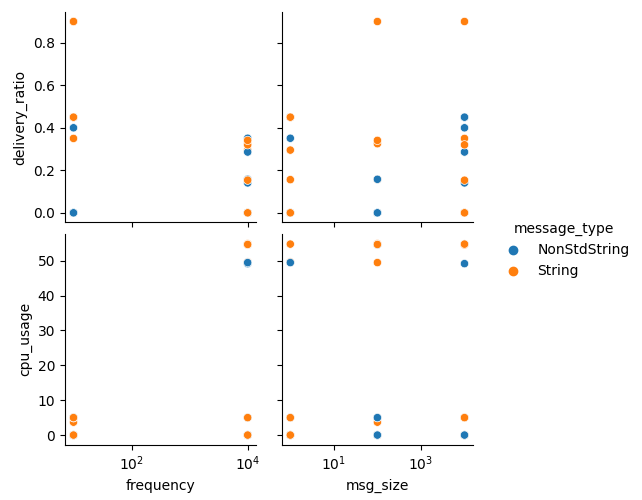 delivery_ratio
0.8
0.6
0.4
0.2
0.0
cpu_usage
50
40
30
20
10
0
10² 10⁴
frequency
10¹ 10³
msg_size
message_type
NonStdString
String